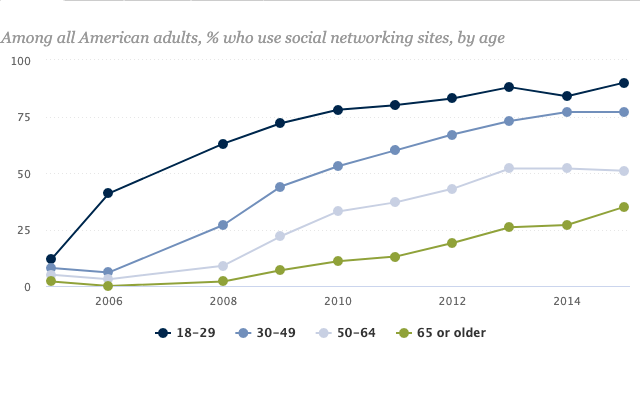 Among all American adults, % who use social networking sites, by age
100
75
50
25
0
2006 2008 2010 2012 2014
18–29 30–49 50–64 65 or older